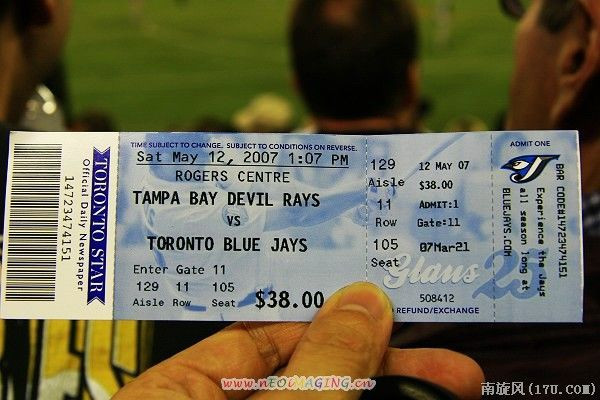 14723474151
TORONTO STAR
Official Daily Newspaper
TIME SUBJECT TO CHANGE. SUBJECT TO CONDITIONS ON REVERSE.
Sat May 12, 2007 1:07 PM
ROGERS CENTRE
TAMPA BAY DEVIL RAYS
VS
TORONTO BLUE JAYS
Enter Gate 11
129 11 105
Aisle Row Seat $38.00
129 12 May 07
Aisle $38.00
11 Admit:1
Row Gate:11
105 07Mar21
Seat
Glaus 25
508412
REFUND/EXCHANGE
ADMIT ONE
Experience the Jays
all season long at
BLUEJAYS.COM
BAR CODE#14723474151
www.nEOiMAGING.cn
南旋风(17U.com)